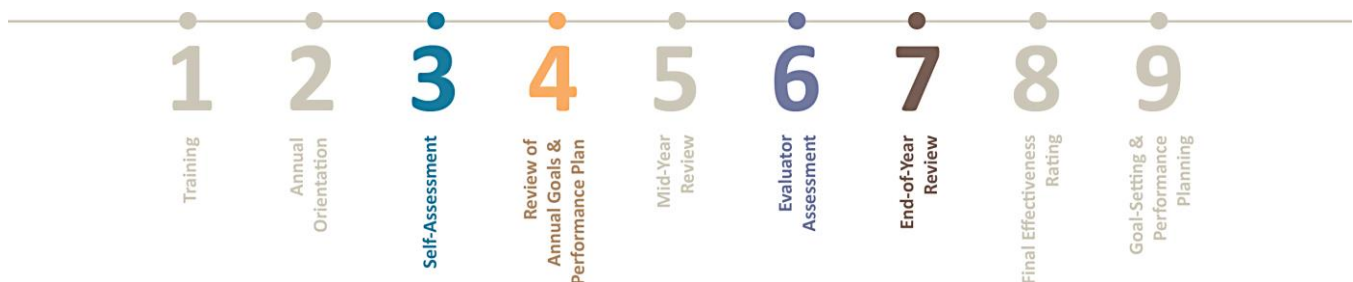 1
Training
2
Annual
Orientation
3
Self-Assessment
4
Review of
Annual Goals &
Performance Plan
5
Mid-Year
Review
6
Evaluator
Assessment
7
End-of-Year
Review
8
Final Effectiveness
Rating
9
Goal-Setting &
Performance
Planning